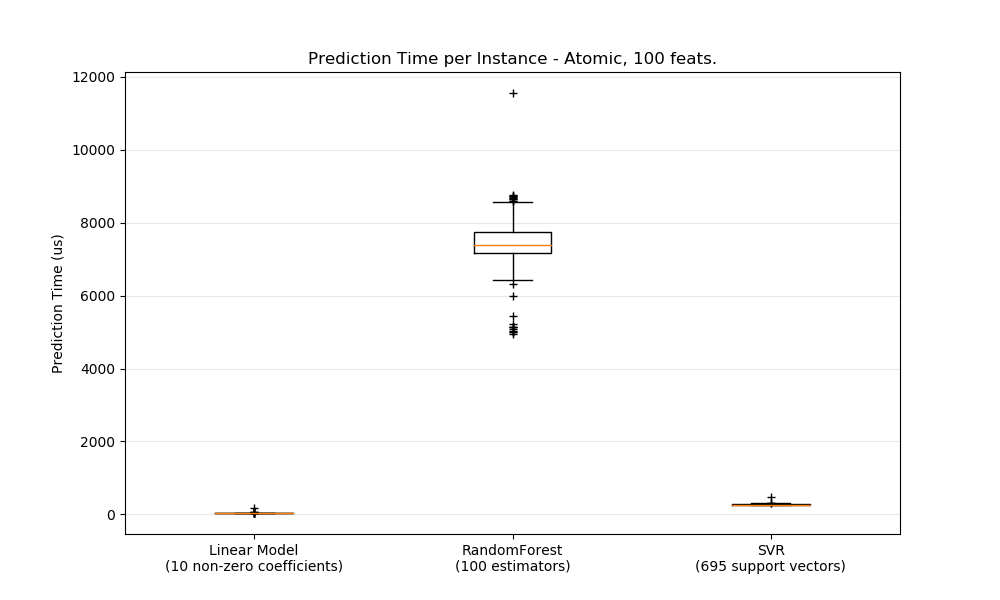 Prediction Time per Instance - Atomic, 100 feats.
12000
10000
8000
6000
4000
2000
0
Prediction Time (us)
Linear Model
(10 non-zero coefficients)
RandomForest
(100 estimators)
SVR
(695 support vectors)